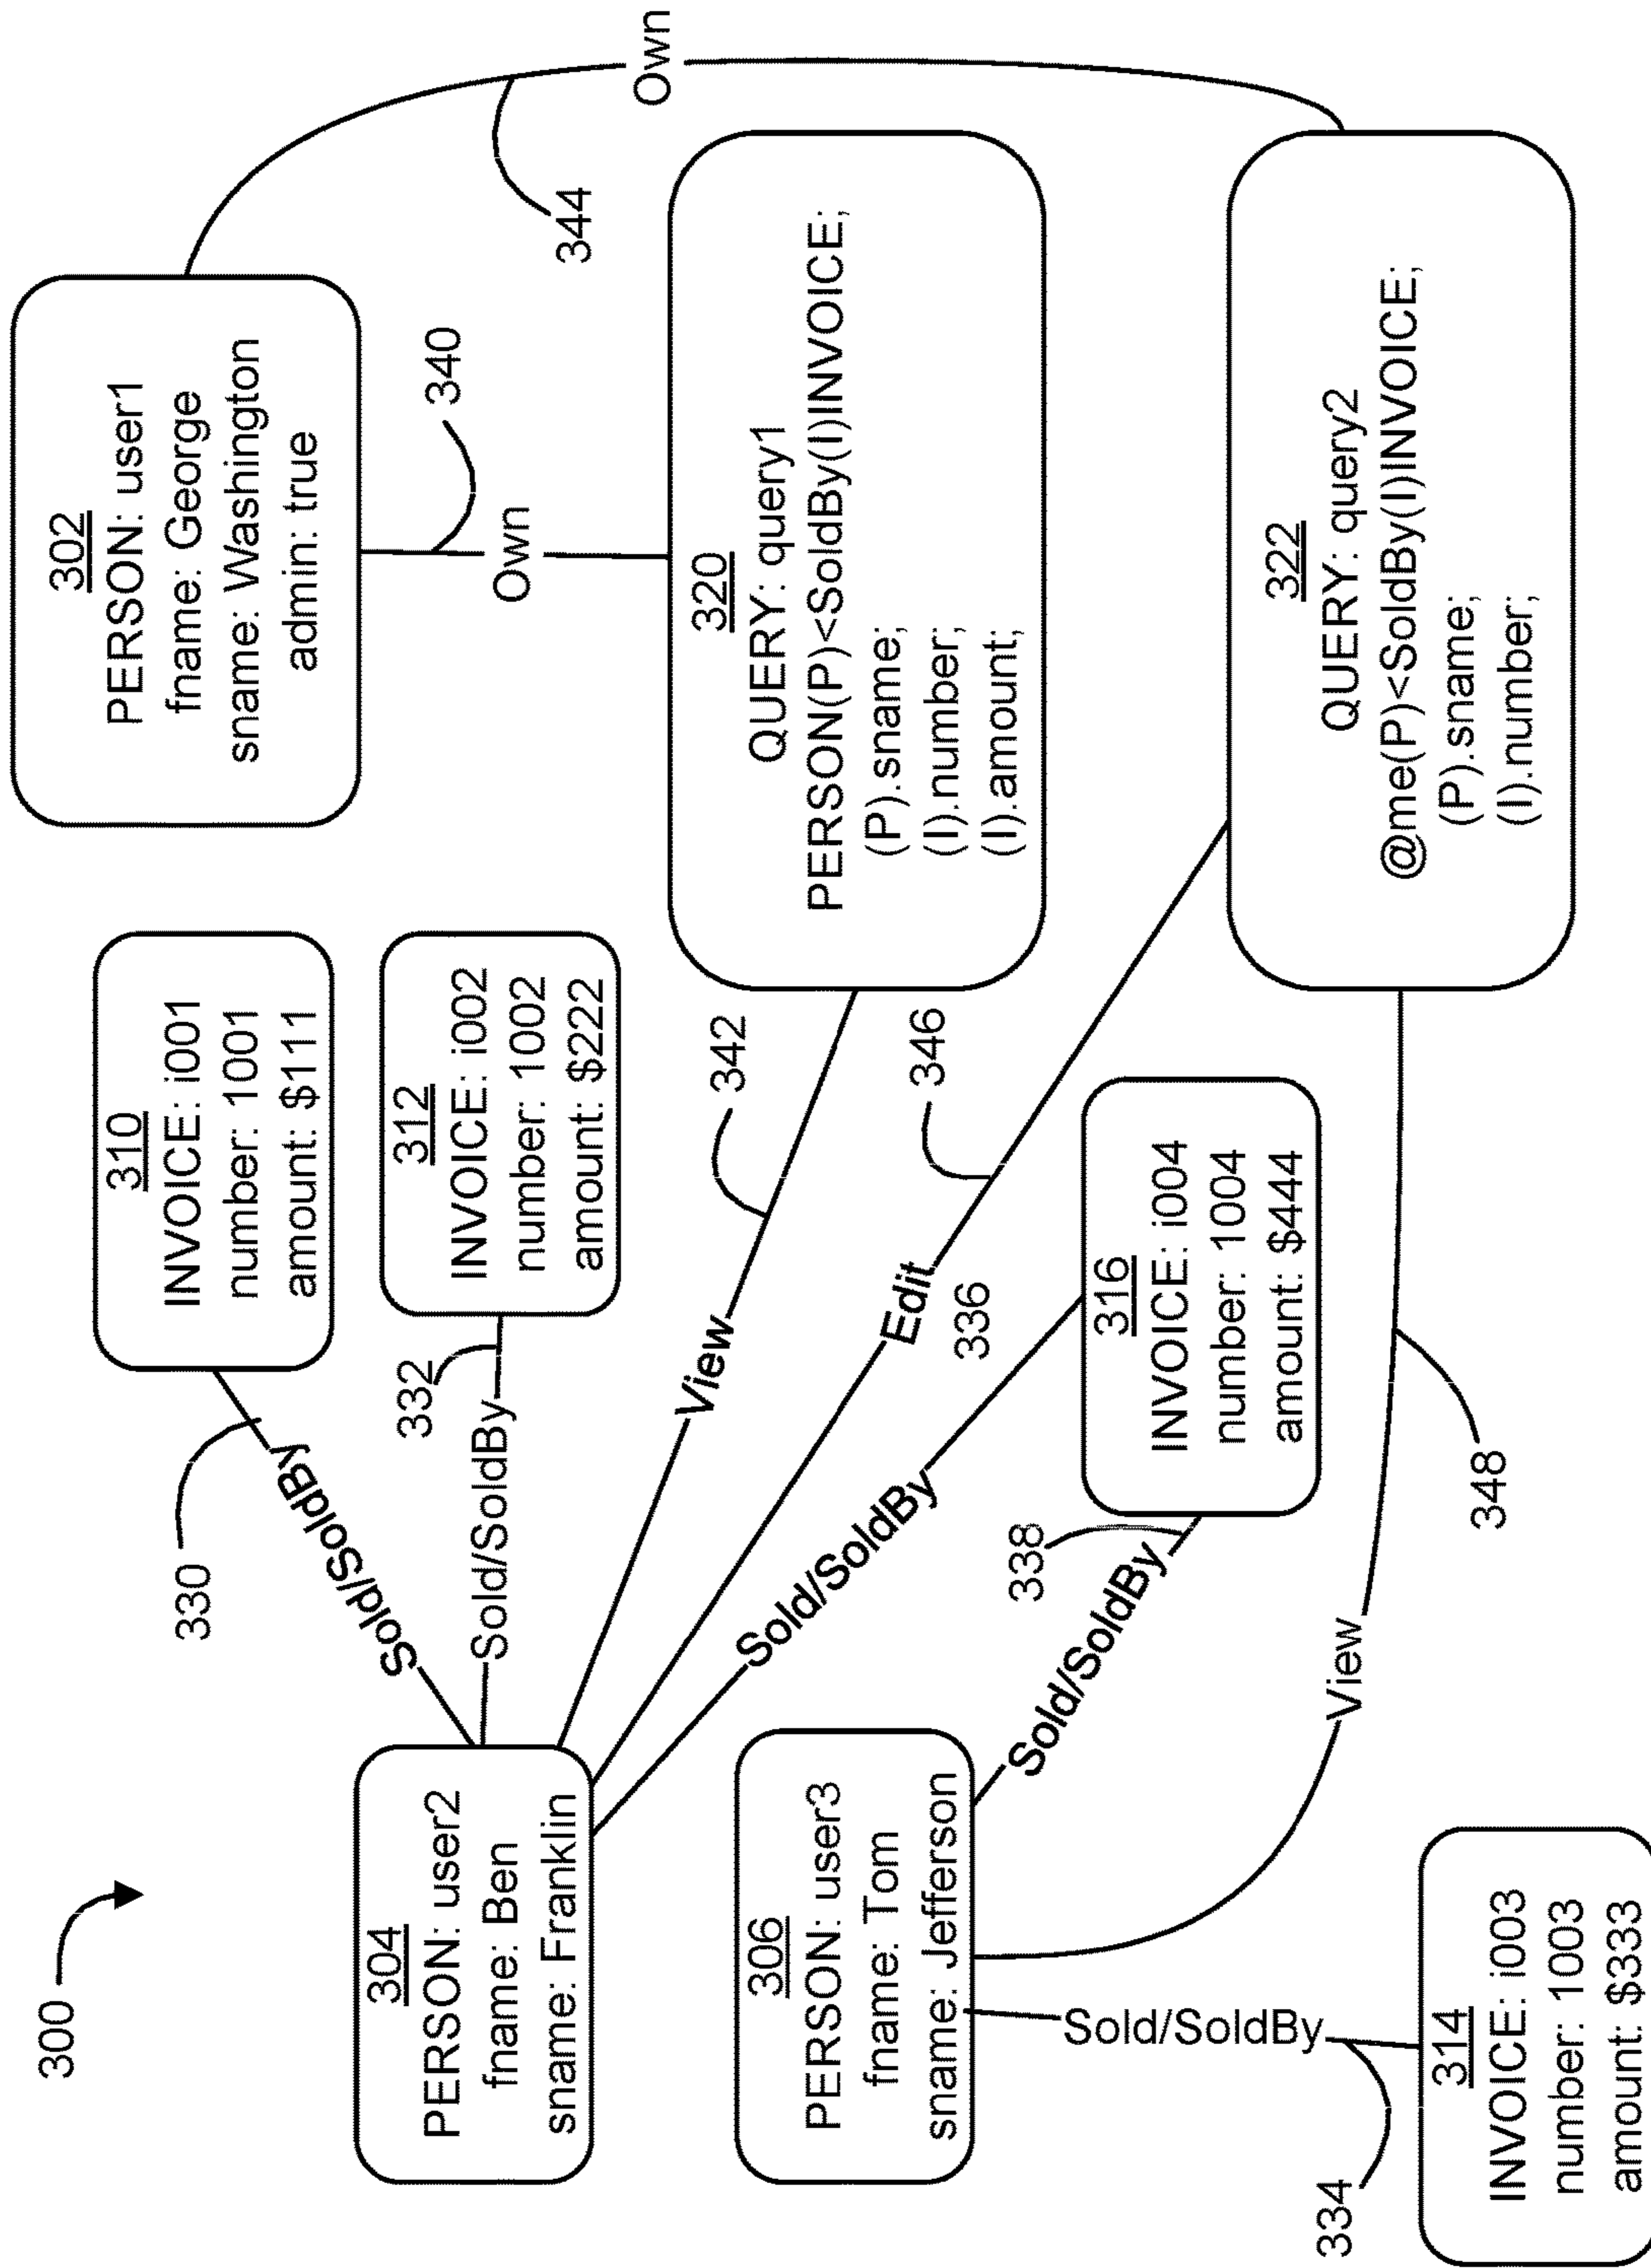 300
304
PERSON: user2
fname: Ben
sname: Franklin
306
PERSON: user3
fname: Tom
sname: Jefferson
314
INVOICE: i003
number: 1003
amount: $333
334
Sold/SoldBy
330
Sold/SoldBy
332
Sold/SoldBy
310
INVOICE: i001
number: 1001
amount: $111
312
INVOICE: i002
number: 1002
amount: $222
View
342
Edit
346
336
Sold/SoldBy
338
Sold/SoldBy
316
INVOICE: i004
number: 1004
amount: $444
View
348
302
PERSON: user1
fname: George
sname: Washington
admin: true
340
Own
344
Own
320
QUERY: query1
PERSON(P)<SoldBy(I)INVOICE;
(P).sname;
(I).number;
(I).amount;
322
QUERY: query2
@me(P)<SoldBy(I)INVOICE;
(P).sname;
(I).number;